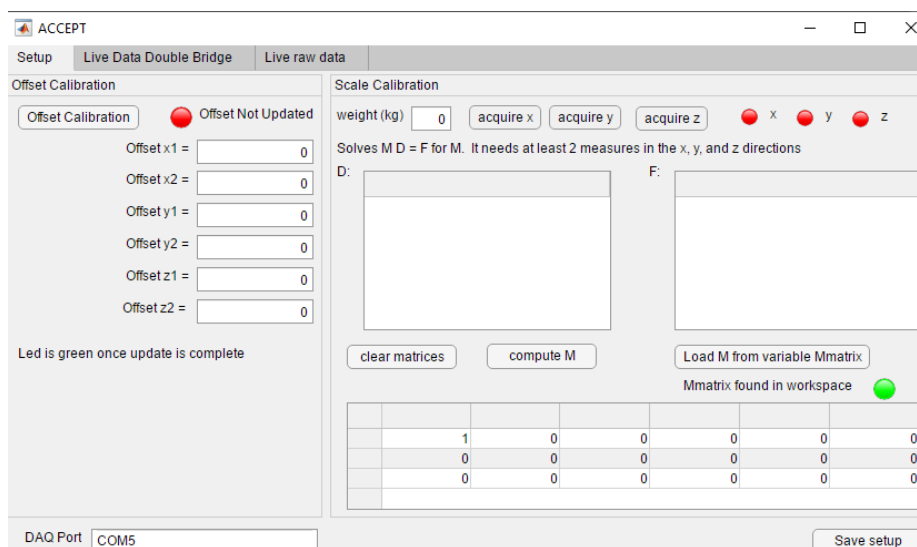 ACCEPT
Setup Live Data Double Bridge Live raw data
Offset Calibration
Offset Calibration Offset Not Updated
Offset x1 = 0
Offset x2 = 0
Offset y1 = 0
Offset y2 = 0
Offset z1 = 0
Offset z2 = 0
Led is green once update is complete
Scale Calibration
weight (kg) 0 acquire x acquire y acquire z x y z
Solves M D = F for M. It needs at least 2 measures in the x, y, and z directions
D: F:
clear matrices compute M Load M from variable Mmatrix
Mmatrix found in workspace
1 0 0 0 0 0
0 0 0 0 0 0
0 0 0 0 0 0
DAQ Port COM5 Save setup